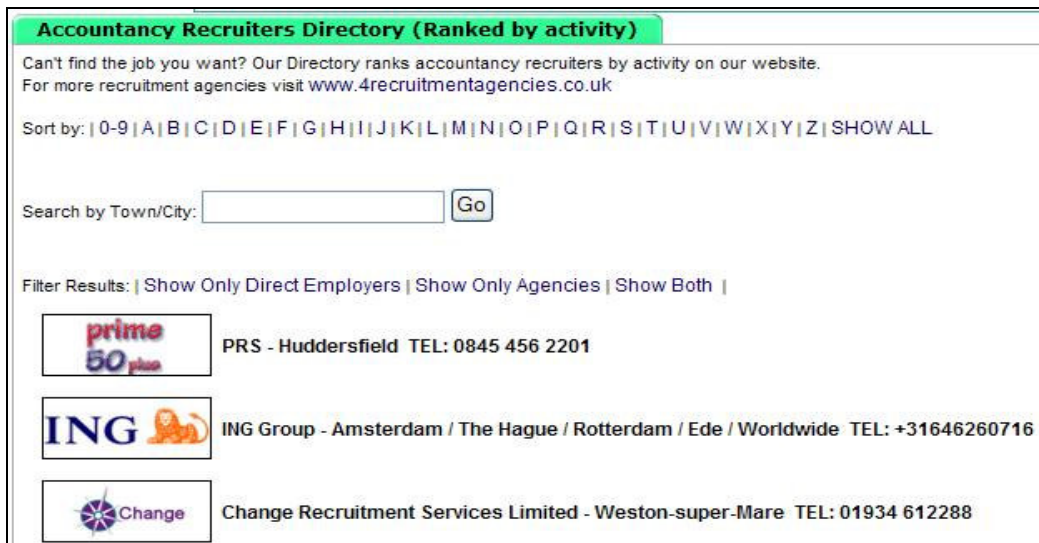 Accountancy Recruiters Directory (Ranked by activity)
Can't find the job you want? Our Directory ranks accountancy recruiters by activity on our website.
For more recruitment agencies visit www.4recruitmentagencies.co.uk
Sort by: | 0-9 | A | B | C | D | E | F | G | H | I | J | K | L | M | N | O | P | Q | R | S | T | U | V | W | X | Y | Z | SHOW ALL
Search by Town/City: Go
Filter Results: | Show Only Direct Employers | Show Only Agencies | Show Both |
prime
50 plus
PRS - Huddersfield TEL: 0845 456 2201
ING
ING Group - Amsterdam / The Hague / Rotterdam / Ede / Worldwide TEL: +31646260716
Change
Change Recruitment Services Limited - Weston-super-Mare TEL: 01934 612288